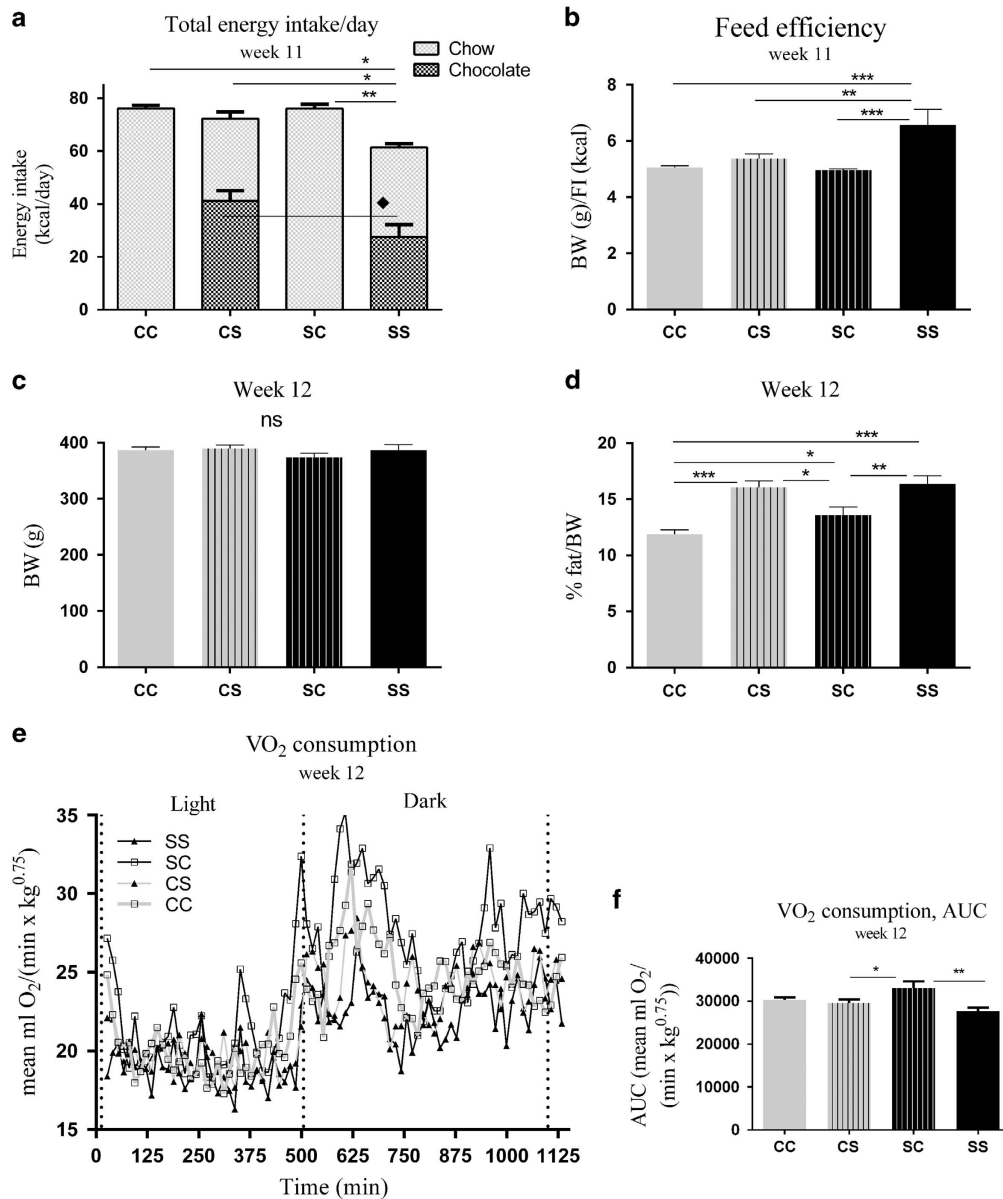 a
Total energy intake/day
week 11
Chow
Chocolate
*
*
**
80
60
40
20
0
Energy intake
(kcal/day)
◆
CC CS SC SS
b
Feed efficiency
week 11
***
**
***
8
6
4
2
0
BW (g)/FI (kcal)
CC CS SC SS
c
Week 12
ns
400
300
200
100
0
BW (g)
CC CS SC SS
d
Week 12
***
*
*** * **
20
15
10
5
0
% fat/BW
CC CS SC SS
e
VO2 consumption
week 12
Light Dark
SS
SC
CS
CC
35
30
25
20
15
mean ml O2/(min x kg0.75)
0 125 250 375 500 625 750 875 1000 1125
Time (min)
f
VO2 consumption, AUC
week 12
* **
40000
30000
20000
10000
0
AUC (mean ml O2/
(min x kg0.75))
CC CS SC SS